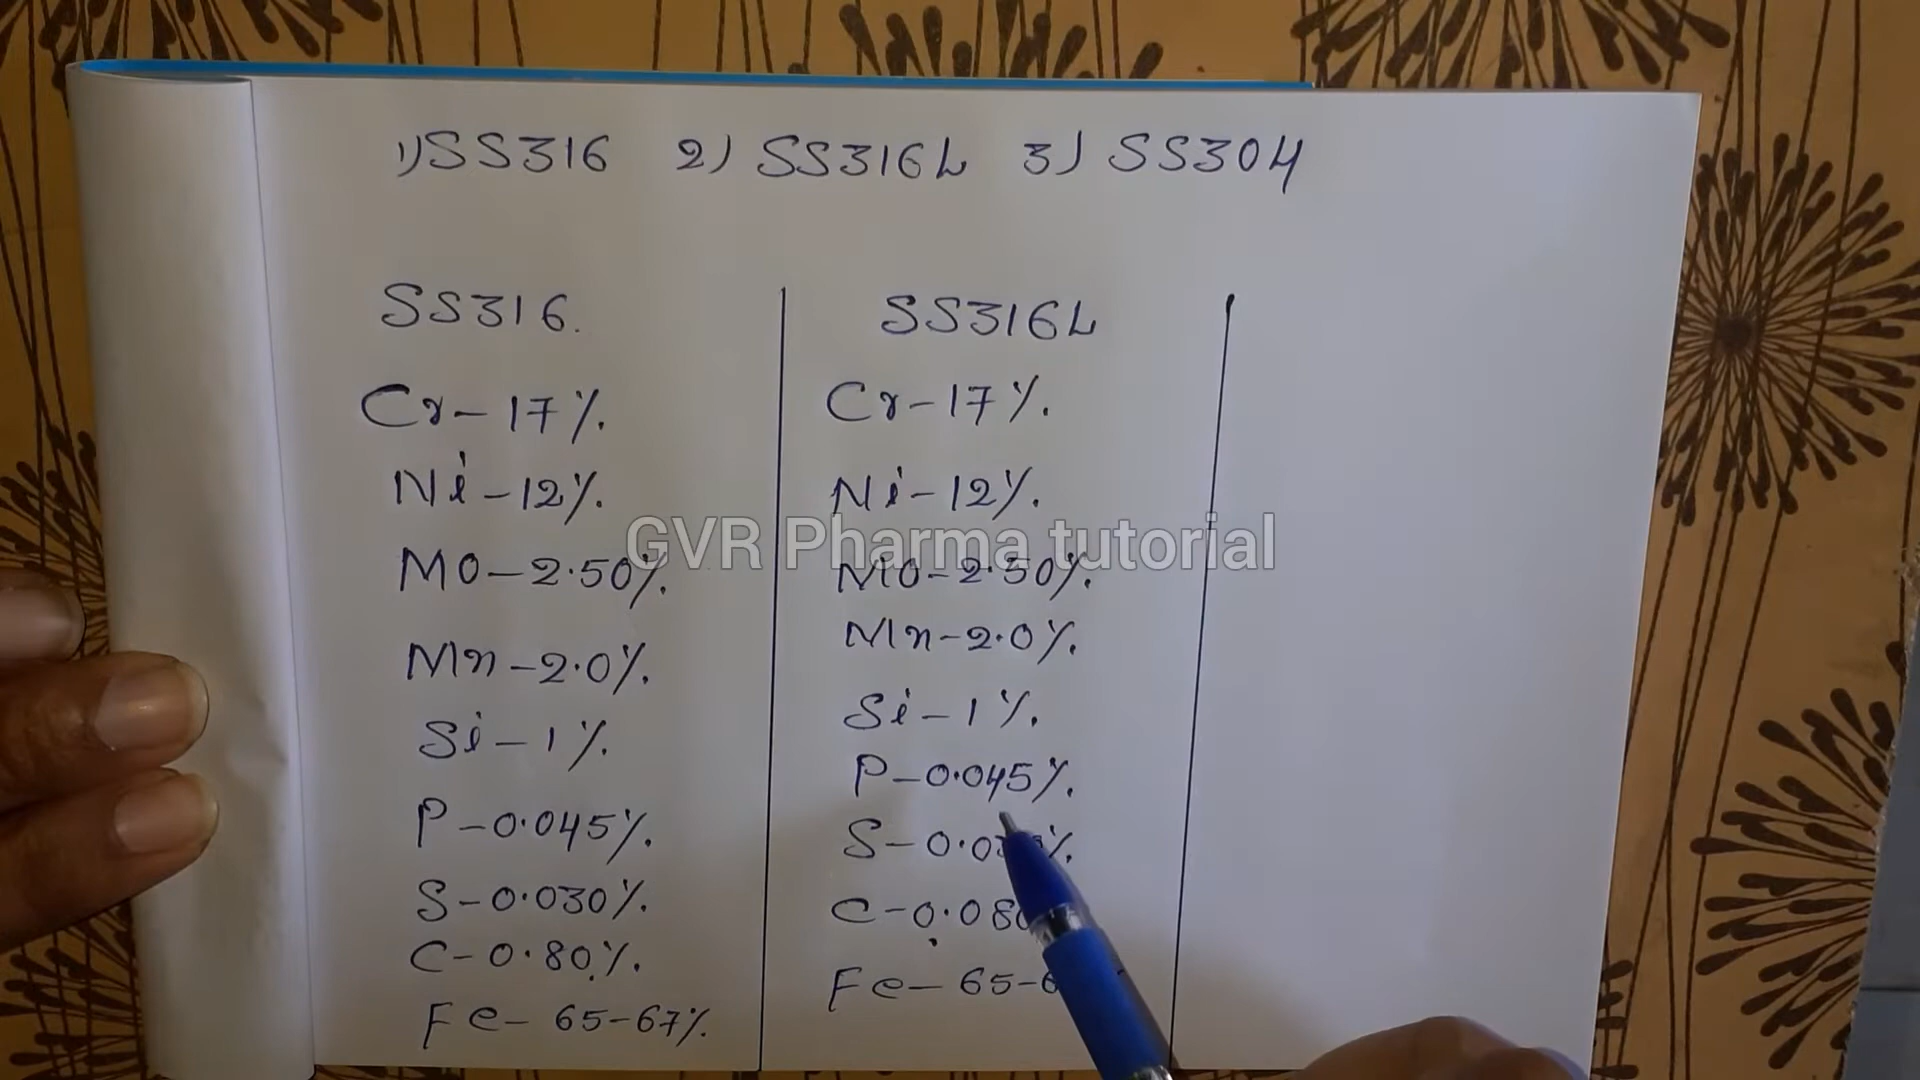 1) SS316 2) SS316L 3) SS304
SS316.
Cr - 17%.
Ni - 12%.
MO - 2.50%.
Mn - 2.0%.
Si - 1%.
P - 0.045%.
S - 0.030%.
C - 0.80%.
Fe - 65-67%.
SS316L
Cr - 17%.
Ni - 12%.
MO - 2.50%.
Mn - 2.0%.
Si - 1%.
P - 0.045%.
S -
C -
Fe - 65-
GVR Pharma tutorial